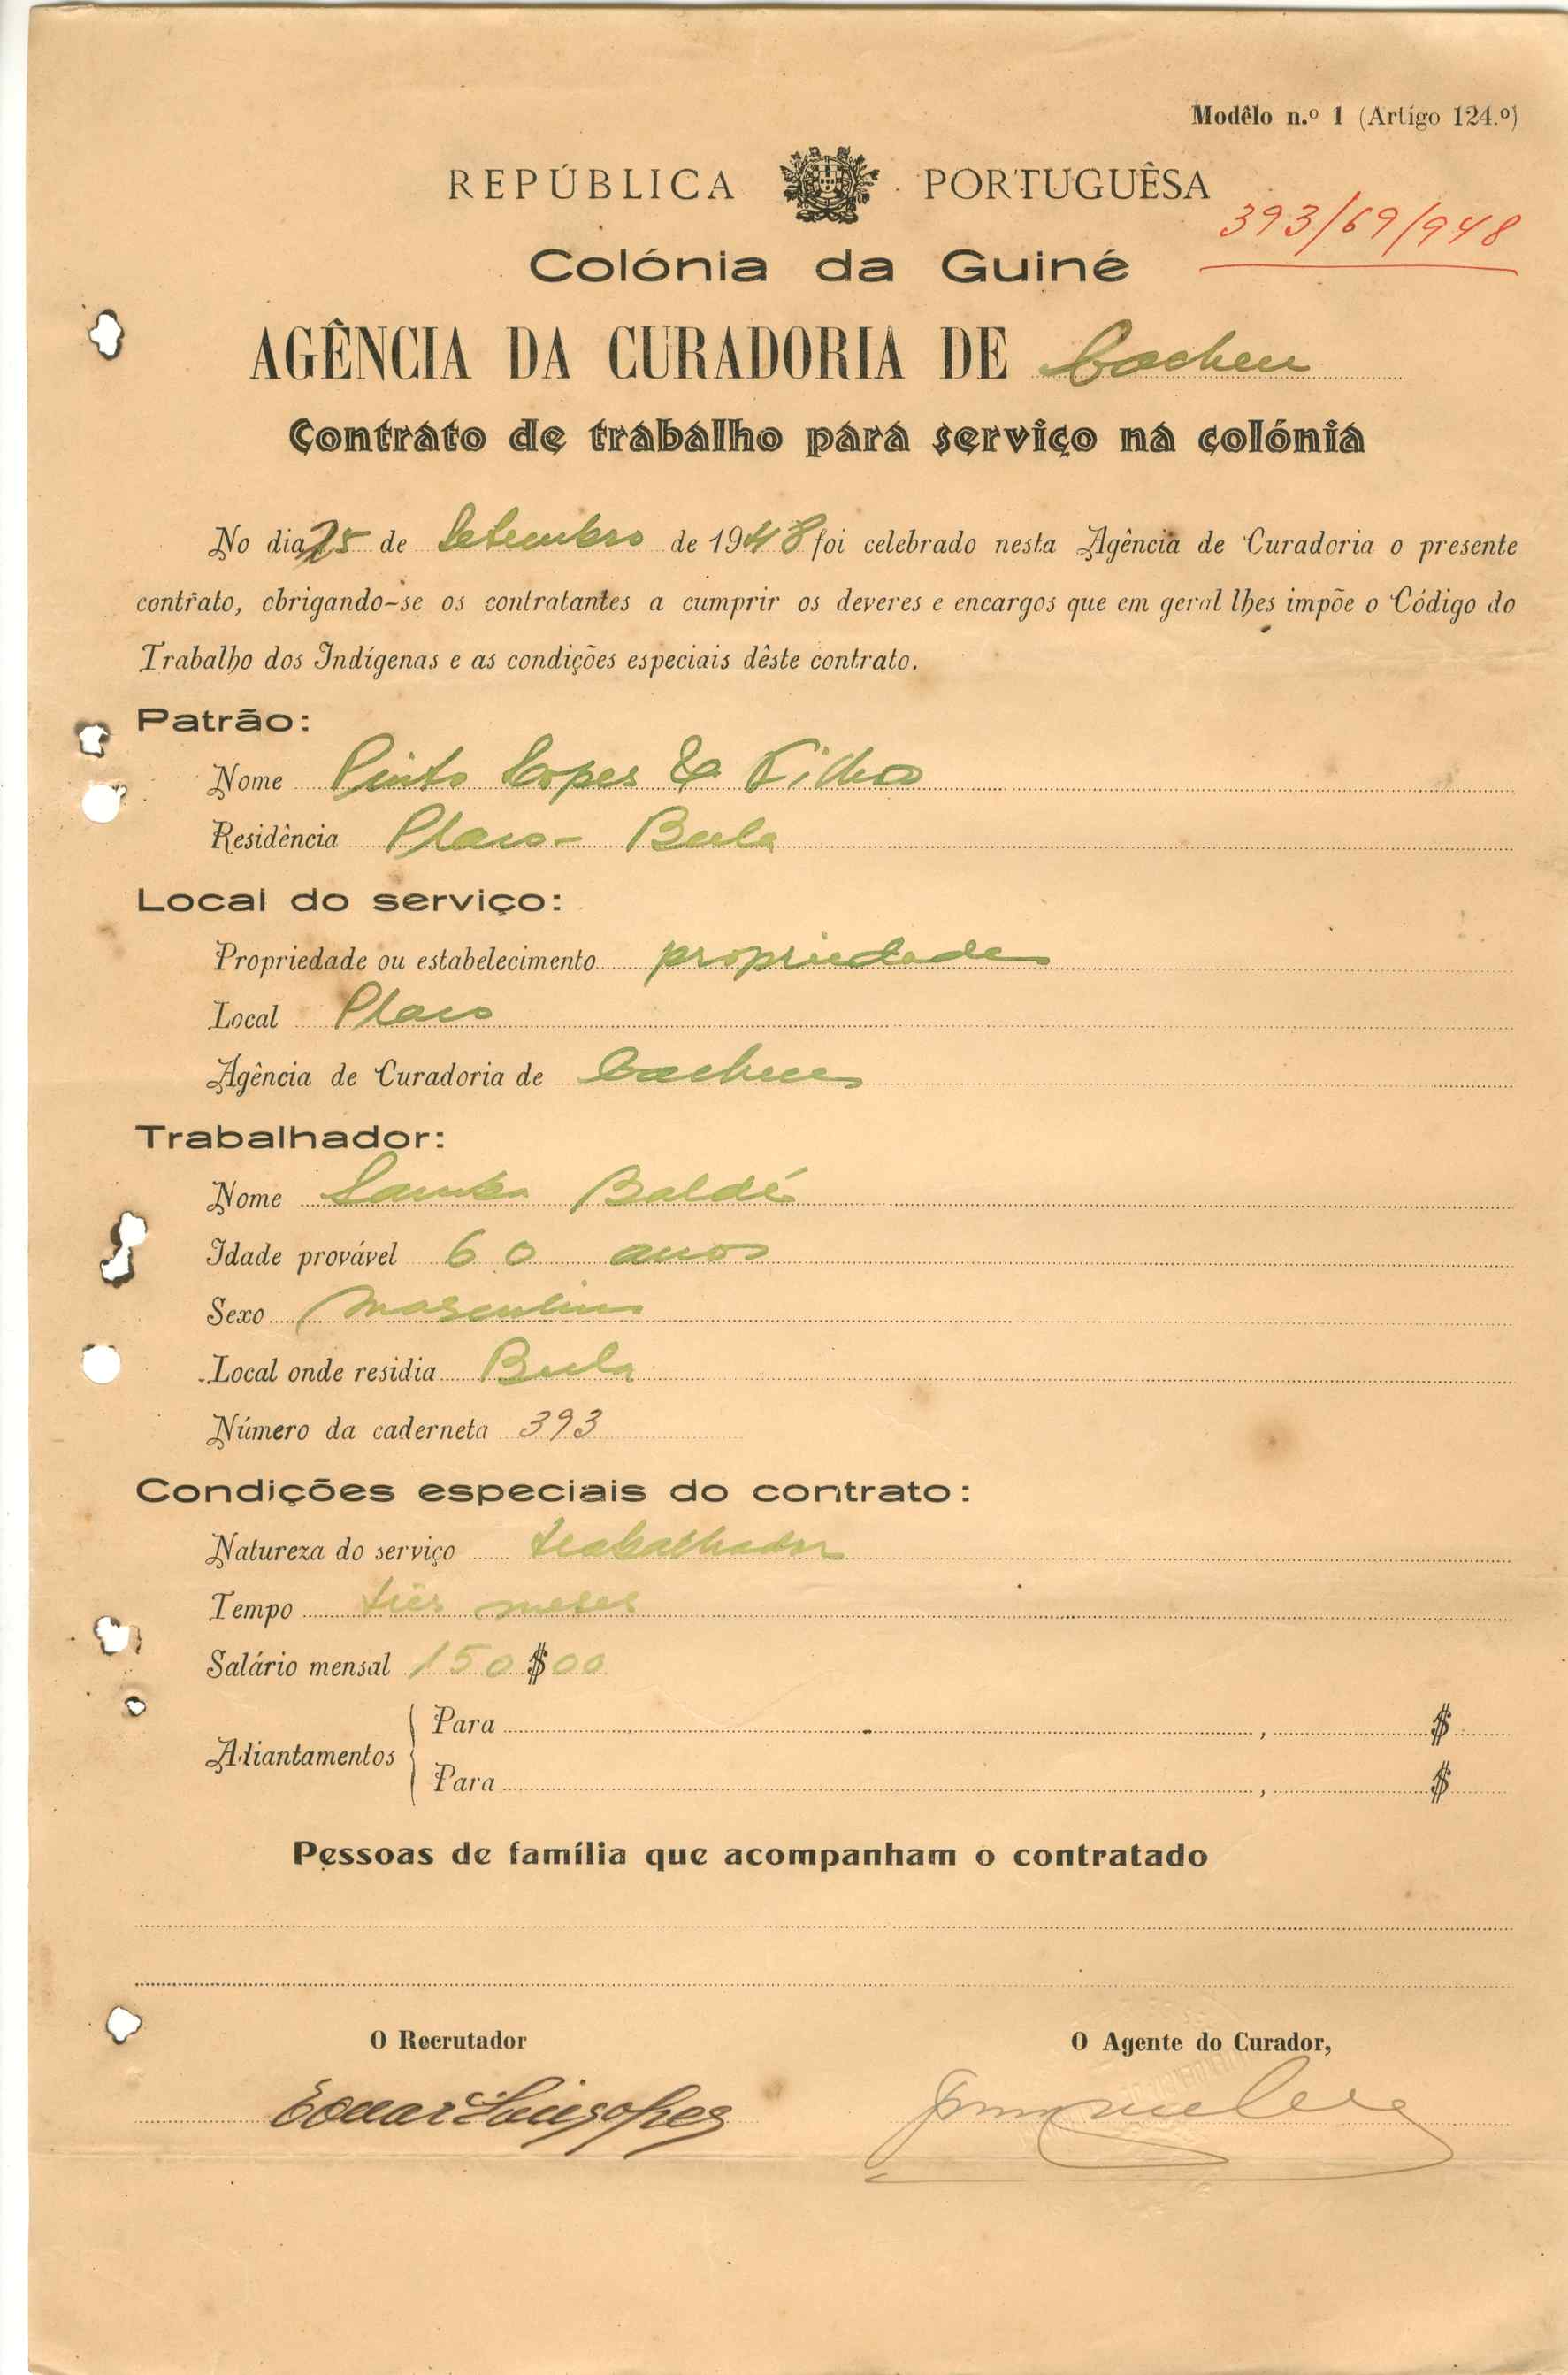 Modêlo n.º 1 (Artigo 124.º)
REPÚBLICA PORTUGUÊSA
393/69/948
Colónia da Guiné
AGÊNCIA DA CURADORIA DE Cacheu
Contrato de trabalho para serviço na colónia
No dia 25 de Setembro de 1948 foi celebrado nesta Agência de Curadoria o presente
contrato, obrigando-se os contratantes a cumprir os deveres e encargos que em geral lhes impõe o Código do
Trabalho dos Indígenas e as condições especiais dêste contrato.
Patrão:
Nome Pinto Lopes & Filho
Residência Placo- Bula
Local do serviço:
Propriedade ou estabelecimento propriedade
Local Placo
Agência de Curadoria de Cacheu
Trabalhador:
Nome Samba Baldé
Idade provável 60 anos
Sexo Masculino
Local onde residia Bula
Número da caderneta 393
Condições especiais do contrato:
Natureza do serviço trabalhador
Tempo três meses
Salário mensal 150$00
Adiantamentos
Para , $
Para , $
Pessoas de família que acompanham o contratado
O Recrutador
O Agente do Curador,